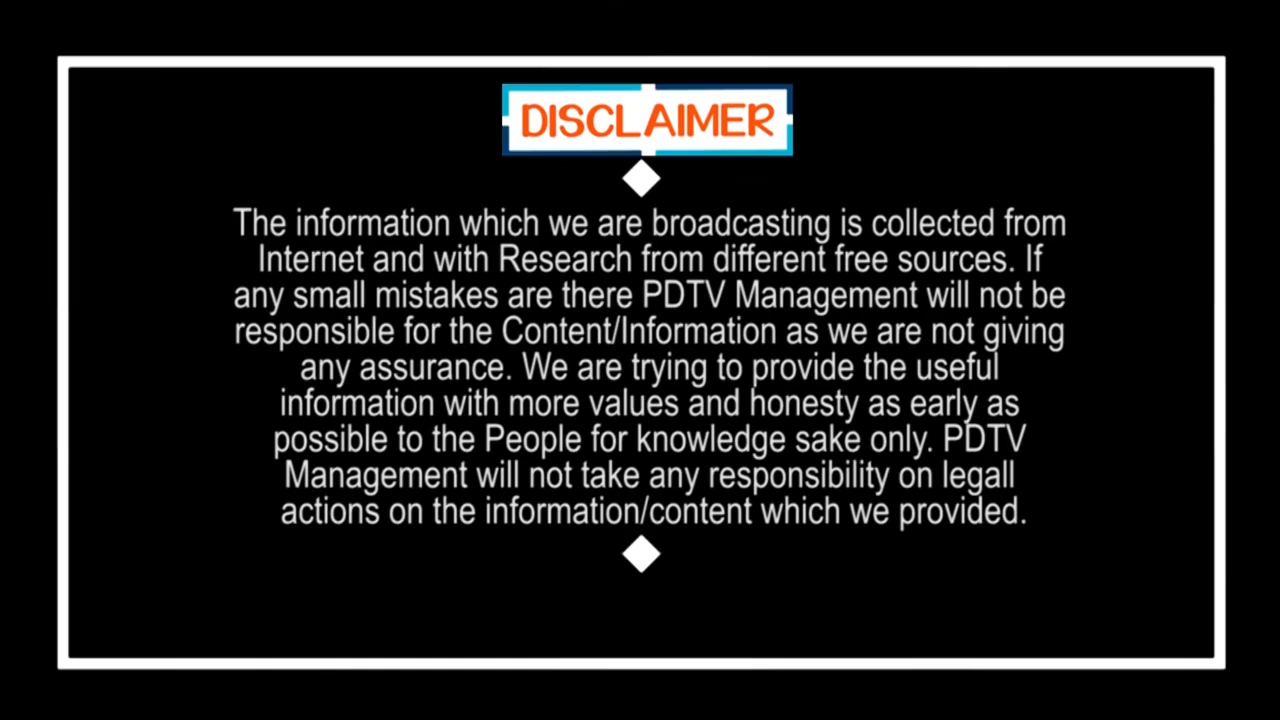 DISCLAIMER
The information which we are broadcasting is collected from
Internet and with Research from different free sources. If
any small mistakes are there PDTV Management will not be
responsible for the Content/Information as we are not giving
any assurance. We are trying to provide the useful
information with more values and honesty as early as
possible to the People for knowledge sake only. PDTV
Management will not take any responsibility on legall
actions on the information/content which we provided.